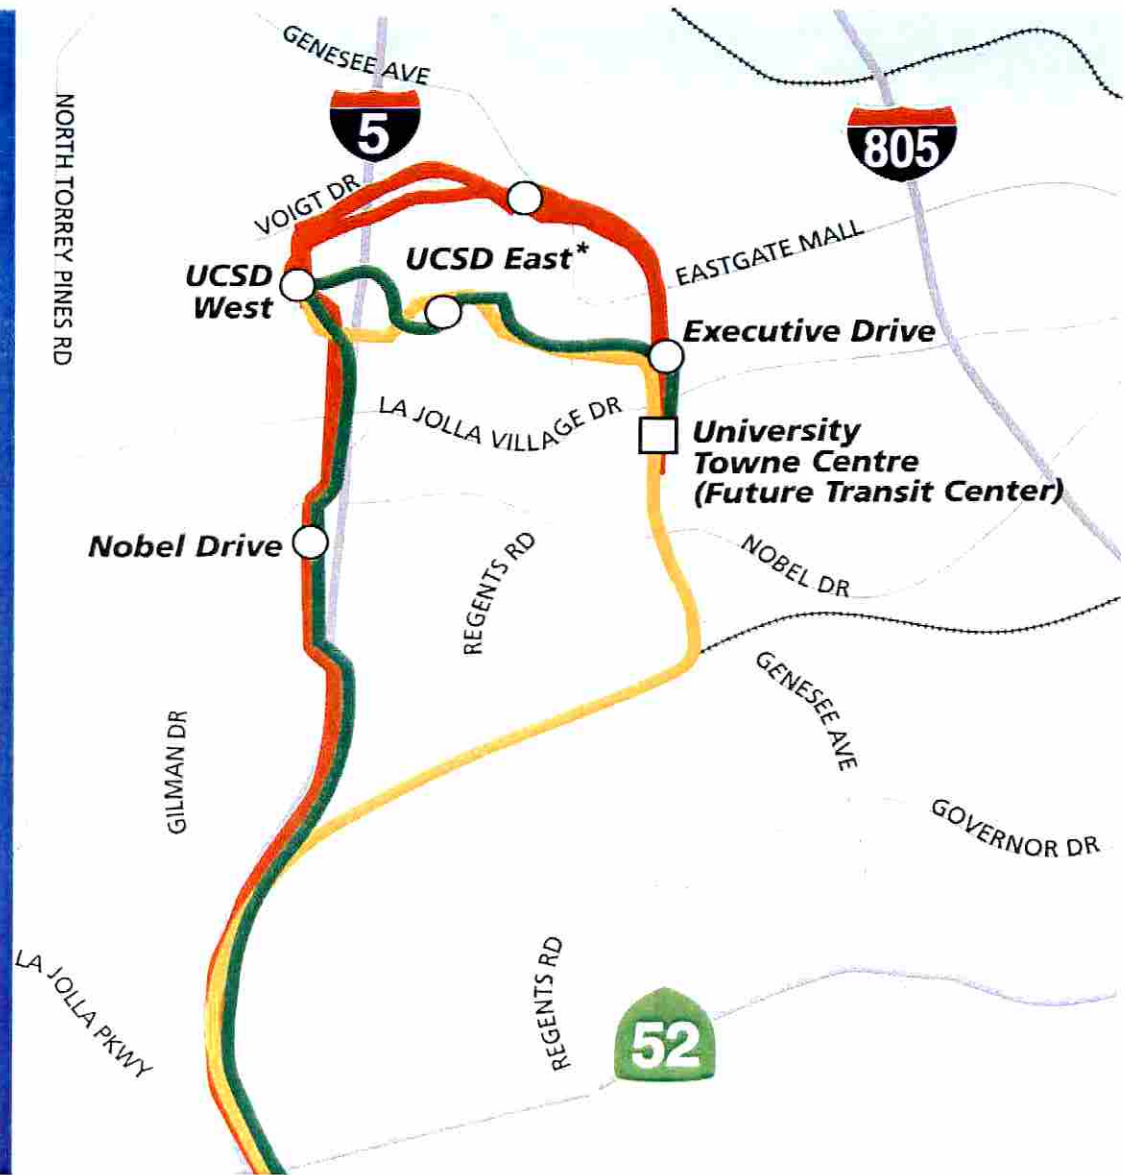 GENESEE AVE
5
805
NORTH TORREY PINES RD
VOIGT DR
EASTGATE MALL
UCSD East*
UCSD
West
Executive Drive
LA JOLLA VILLAGE DR
University
Towne Centre
(Future Transit Center)
Nobel Drive
REGENTS RD
NOBEL DR
GENESEE AVE
GILMAN DR
GOVERNOR DR
LA JOLLA PKWY
REGENTS RD
52